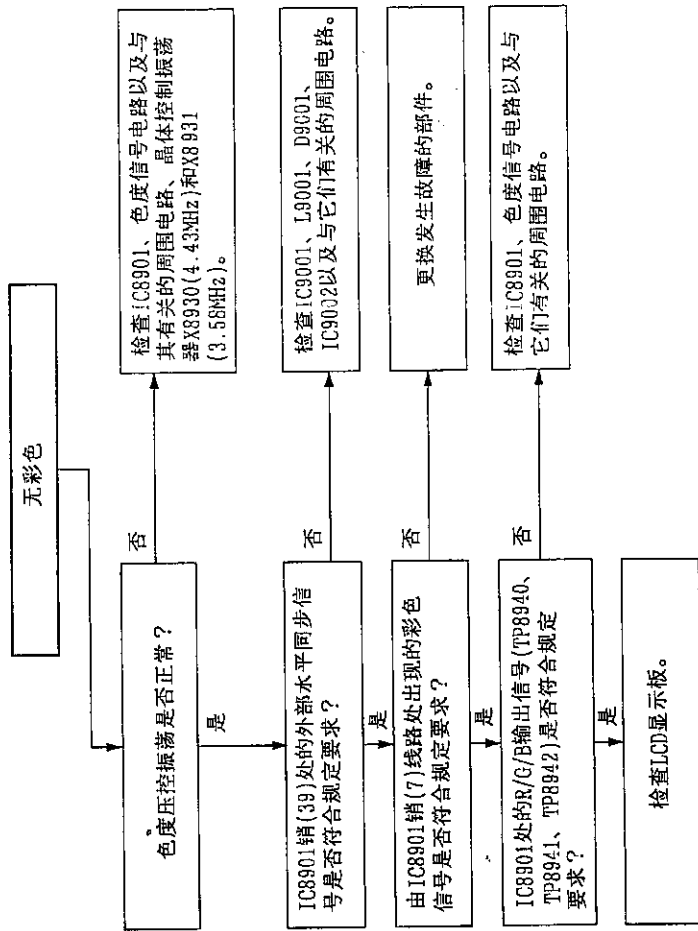 无彩色
色度压控振荡是否正常？
否
检查IC8901、色度信号电路以及与
其有关的周围电路、晶体控制振荡
器X8930(4.43MHz)和X8931
(3.58MHz)。
是
IC8901销(39)处的外部水平同步信
号是否符合规定要求？
否
检查IC9001、L9001、D9001、
IC9002以及与它们有关的周围电路。
是
由IC8901销(7)线路处出现的彩色
信号是否符合规定要求？
否
更换发生故障的部件。
是
IC8901处的R/G/B输出信号(TP8940、
TP8941、TP8942)是否符合规定
要求？
否
检查IC8901、色度信号电路以及与
它们有关的周围电路。
是
检查LCD显示板。